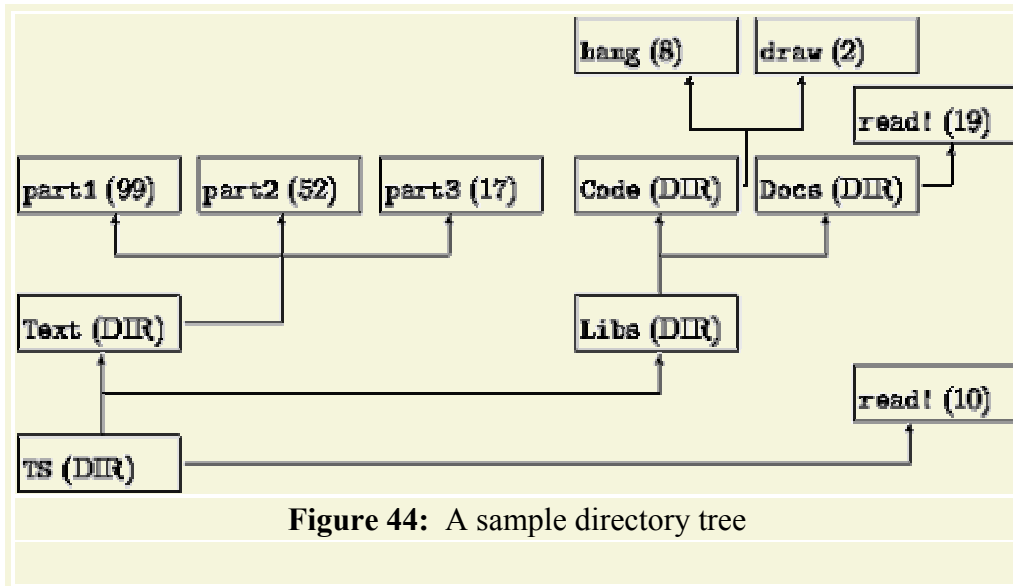 hang (8) draw (2)
read! (19)
part1 (99) part2 (52) part3 (17) Code (DIR) Docs (DIR)
Text (DIR) Libs (DIR)
read! (10)
TS (DIR)
Figure 44: A sample directory tree